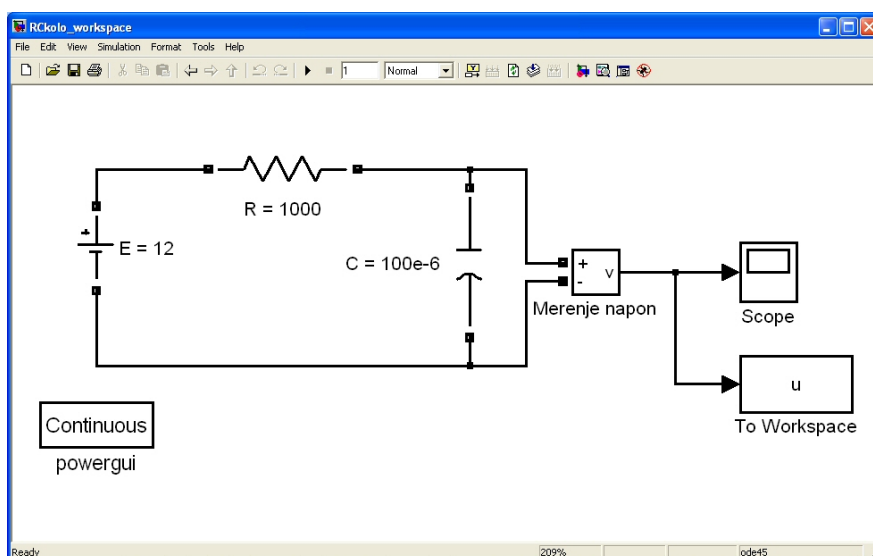 RCkolo_workspace
File Edit View Simulation Format Tools Help
1 Normal
R = 1000
+
E = 12
C = 100e-6
+
-
v
Merenje napon
Scope
u
To Workspace
Continuous
powergui
Ready 209% ode45